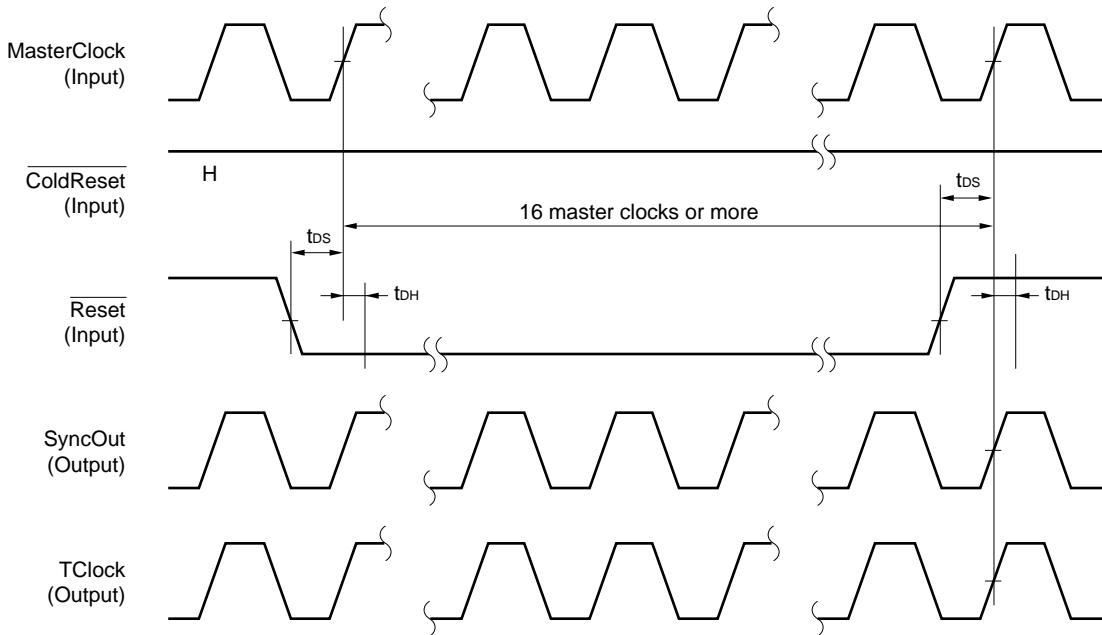 MasterClock
(Input)
ColdReset
(Input)
H
tDS
16 master clocks or more
tDS
tDH
tDH
Reset
(Input)
SyncOut
(Output)
TClock
(Output)